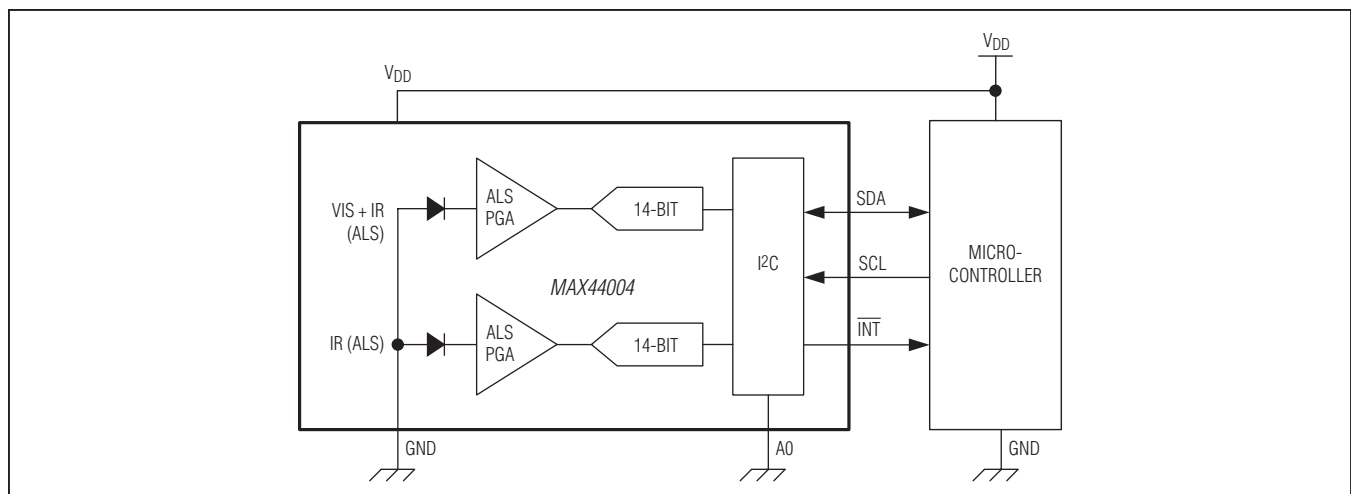 VDD
VDD
VIS + IR
(ALS)
ALS
PGA
14-BIT
MAX44004
IR (ALS)
ALS
PGA
14-BIT
I2C
SDA
SCL
INT
MICRO-
CONTROLLER
GND
A0
GND